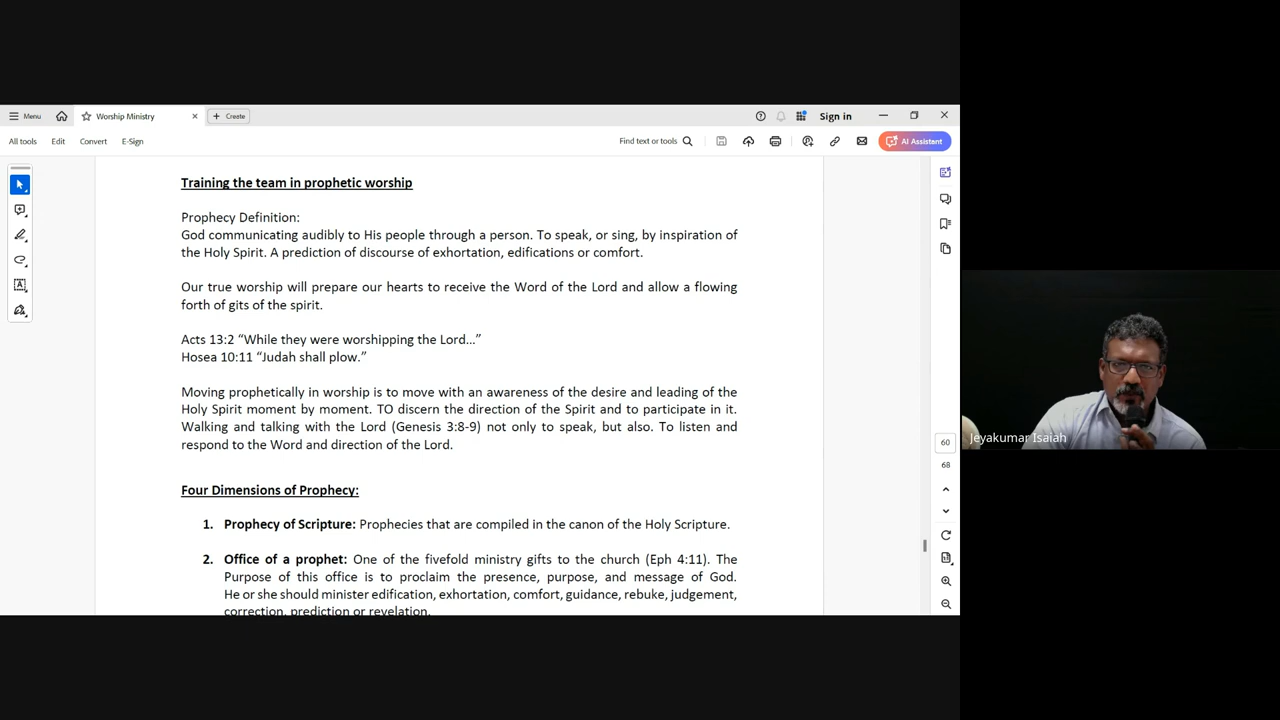 Menu
Worship Ministry
Create
Sign in
All tools
Edit
Convert
E-Sign
Find text or tools
AI Assistant
Training the team in prophetic worship
Prophecy Definition:
God communicating audibly to His people through a person. To speak, or sing, by inspiration of
the Holy Spirit. A prediction of discourse of exhortation, edifications or comfort.
Our true worship will prepare our hearts to receive the Word of the Lord and allow a flowing
forth of gits of the spirit.
Acts 13:2 “While they were worshipping the Lord...”
Hosea 10:11 “Judah shall plow.”
Moving prophetically in worship is to move with an awareness of the desire and leading of the
Holy Spirit moment by moment. TO discern the direction of the Spirit and to participate in it.
Walking and talking with the Lord (Genesis 3:8-9) not only to speak, but also. To listen and
respond to the Word and direction of the Lord.
Four Dimensions of Prophecy:
1. Prophecy of Scripture: Prophecies that are compiled in the canon of the Holy Scripture.
2. Office of a prophet: One of the fivefold ministry gifts to the church (Eph 4:11). The
Purpose of this office is to proclaim the presence, purpose, and message of God.
He or she should minister edification, exhortation, comfort, guidance, rebuke, judgement,
correction, prediction or revelation.
60
68
Jeyakumar Isaiah